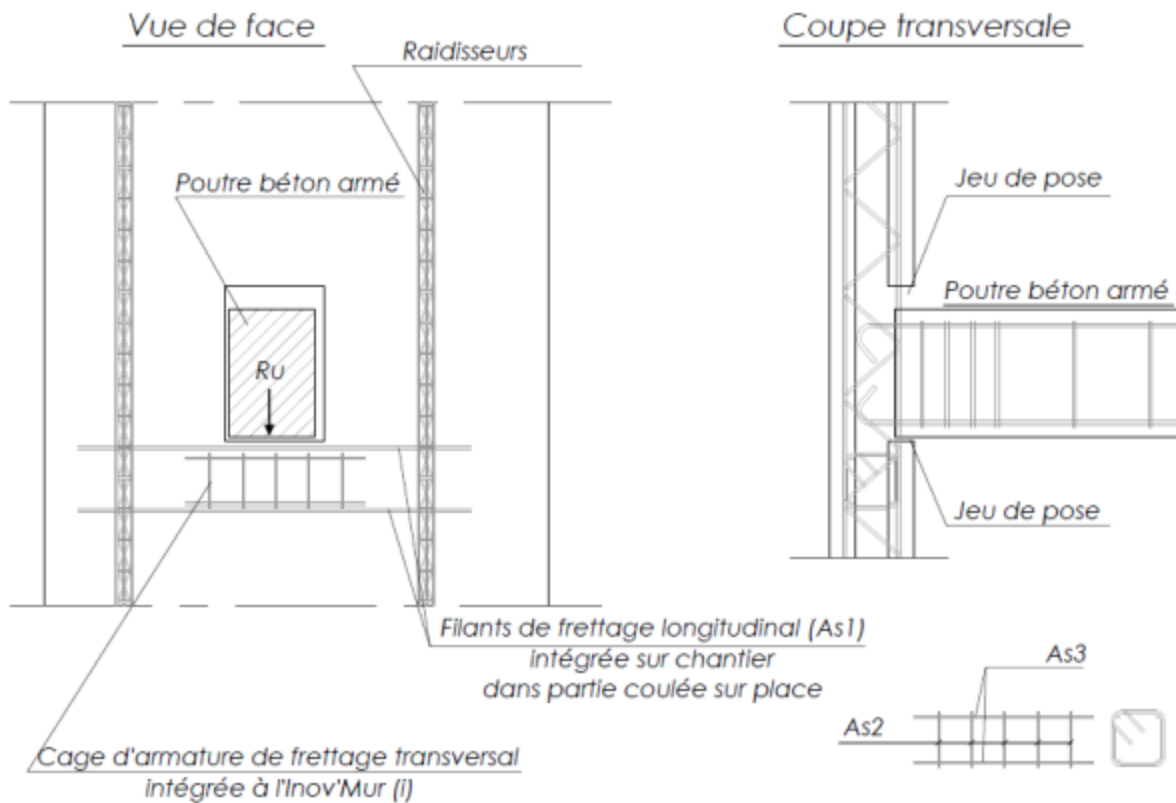 Vue de face
Coupe transversale
Raidisseurs
Poutre béton armé
Jeu de pose
Poutre béton armé
Ru
Jeu de pose
Filants de frettage longitudinal (As1)
intégrée sur chantier
dans partie coulée sur place
As3
As2
Cage d'armature de frettage transversal
intégrée à l'Inov'Mur (i)